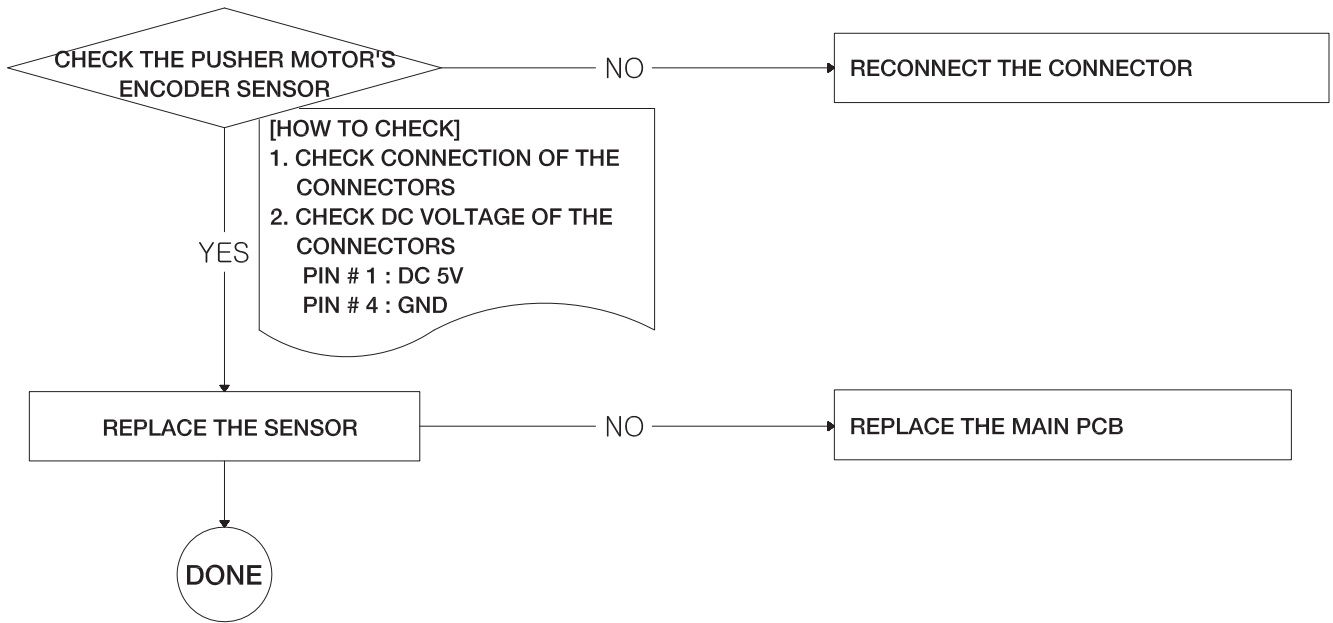 CHECK THE PUSHER MOTOR'S
ENCODER SENSOR
NO
RECONNECT THE CONNECTOR
[HOW TO CHECK]
1. CHECK CONNECTION OF THE
CONNECTORS
2. CHECK DC VOLTAGE OF THE
CONNECTORS
PIN # 1 : DC 5V
PIN # 4 : GND
YES
REPLACE THE SENSOR
NO
REPLACE THE MAIN PCB
DONE